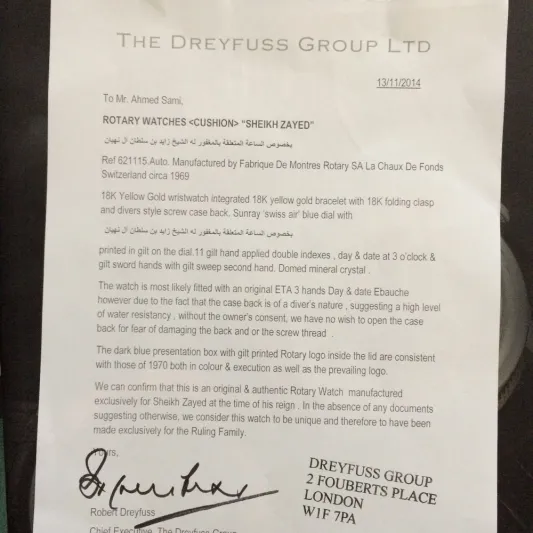 THE DREYFUSS GROUP LTD
13/11/2014
To Mr. Ahmed Sami,
ROTARY WATCHES <CUSHION> "SHEIKH ZAYED"
بخصوص الساعة المتعلقة بالمغفور له الشيخ زايد بن سلطان آل نهيان
Ref 621115.Auto. Manufactured by Fabrique De Montres Rotary SA La Chaux De Fonds
Switzerland circa 1969
18K Yellow Gold wristwatch integrated 18K yellow gold bracelet with 18K folding clasp
and divers style screw case back. Sunray 'swiss air' blue dial with
بخصوص الساعة المتعلقة بالمغفور له الشيخ زايد بن سلطان آل نهيان
printed in gilt on the dial.11 gilt hand applied double indexes , day & date at 3 o'clock &
gilt sword hands with gilt sweep second hand. Domed mineral crystal .
The watch is most likely fitted with an original ETA 3 hands Day & date Ebauche
however due to the fact that the case back is of a diver's nature , suggesting a high level
of water resistancy , without the owner's consent, we have no wish to open the case
back for fear of damaging the back and or the screw thread .
The dark blue presentation box with gilt printed Rotary logo inside the lid are consistent
with those of 1970 both in colour & execution as well as the prevailing logo.
We can confirm that this is an original & authentic Rotary Watch manufactured
exclusively for Sheikh Zayed at the time of his reign . In the absence of any documents
suggesting otherwise, we consider this watch to be unique and therefore to have been
made exclusively for the Ruling Family.
Yours,
Robert Dreyfuss
Chief Executive, The Dreyfuss Group
DREYFUSS GROUP
2 FOUBERTS PLACE
LONDON
W1F 7PA